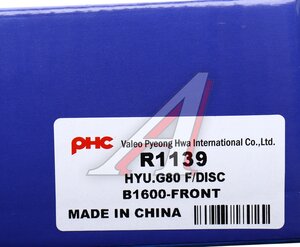 PHC Valeo Pyeong Hwa International Co.,Ltd.
R1139
HYU.G80 F/DISC
B1600-FRONT
MADE IN CHINA